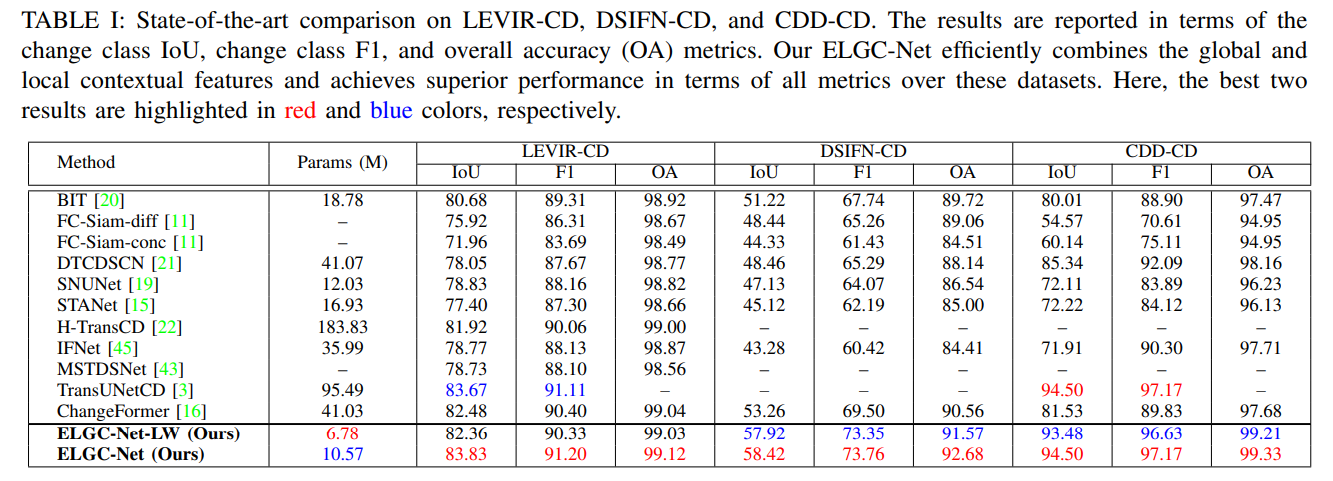 TABLE I: State-of-the-art comparison on LEVIR-CD, DSIFN-CD, and CDD-CD. The results are reported in terms of the
change class IoU, change class F1, and overall accuracy (OA) metrics. Our ELGC-Net efficiently combines the global and
local contextual features and achieves superior performance in terms of all metrics over these datasets. Here, the best two
results are highlighted in red and blue colors, respectively.
Method Params (M) LEVIR-CD DSIFN-CD CDD-CD
IoU F1 OA IoU F1 OA IoU F1 OA
BIT [20] 18.78 80.68 89.31 98.92 51.22 67.74 89.72 80.01 88.90 97.47
FC-Siam-diff [11] – 75.92 86.31 98.67 48.44 65.26 89.06 54.57 70.61 94.95
FC-Siam-conc [11] – 71.96 83.69 98.49 44.33 61.43 84.51 60.14 75.11 94.95
DTCDSCN [21] 41.07 78.05 87.67 98.77 48.46 65.29 88.14 85.34 92.09 98.16
SNUNet [19] 12.03 78.83 88.16 98.82 47.13 64.07 86.54 72.11 83.89 96.23
STANet [15] 16.93 77.40 87.30 98.66 45.12 62.19 85.00 72.22 84.12 96.13
H-TransCD [22] 183.83 81.92 90.06 99.00 – – – – – –
IFNet [45] 35.99 78.77 88.13 98.87 43.28 60.42 84.41 71.91 90.30 97.71
MSTDSNet [43] – 78.73 88.10 98.56 – – – – – –
TransUNetCD [3] 95.49 83.67 91.11 – – – – 94.50 97.17 –
ChangeFormer [16] 41.03 82.48 90.40 99.04 53.26 69.50 90.56 81.53 89.83 97.68
ELGC-Net-LW (Ours) 6.78 82.36 90.33 99.03 57.92 73.35 91.57 93.48 96.63 99.21
ELGC-Net (Ours) 10.57 83.83 91.20 99.12 58.42 73.76 92.68 94.50 97.17 99.33